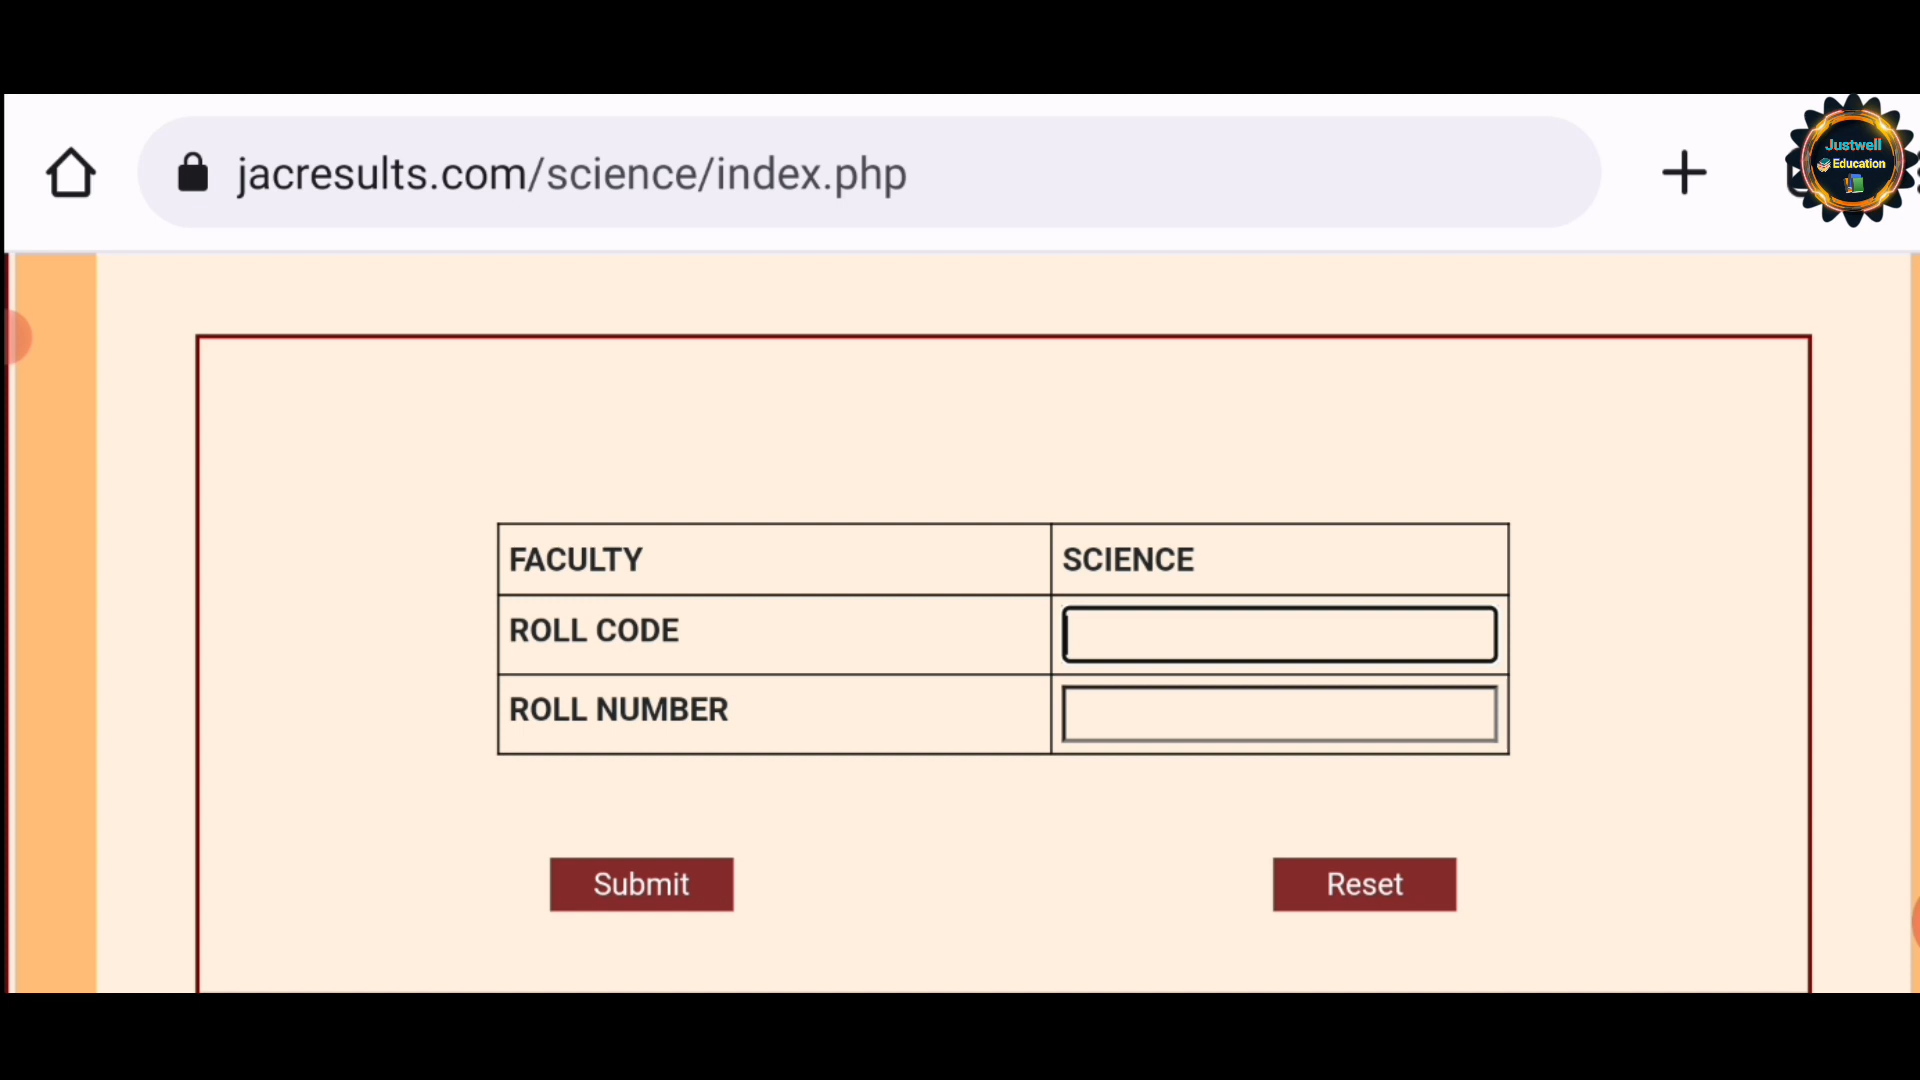 jacresults.com/science/index.php
Justwell
Education
FACULTY SCIENCE
ROLL CODE
ROLL NUMBER
Submit Reset